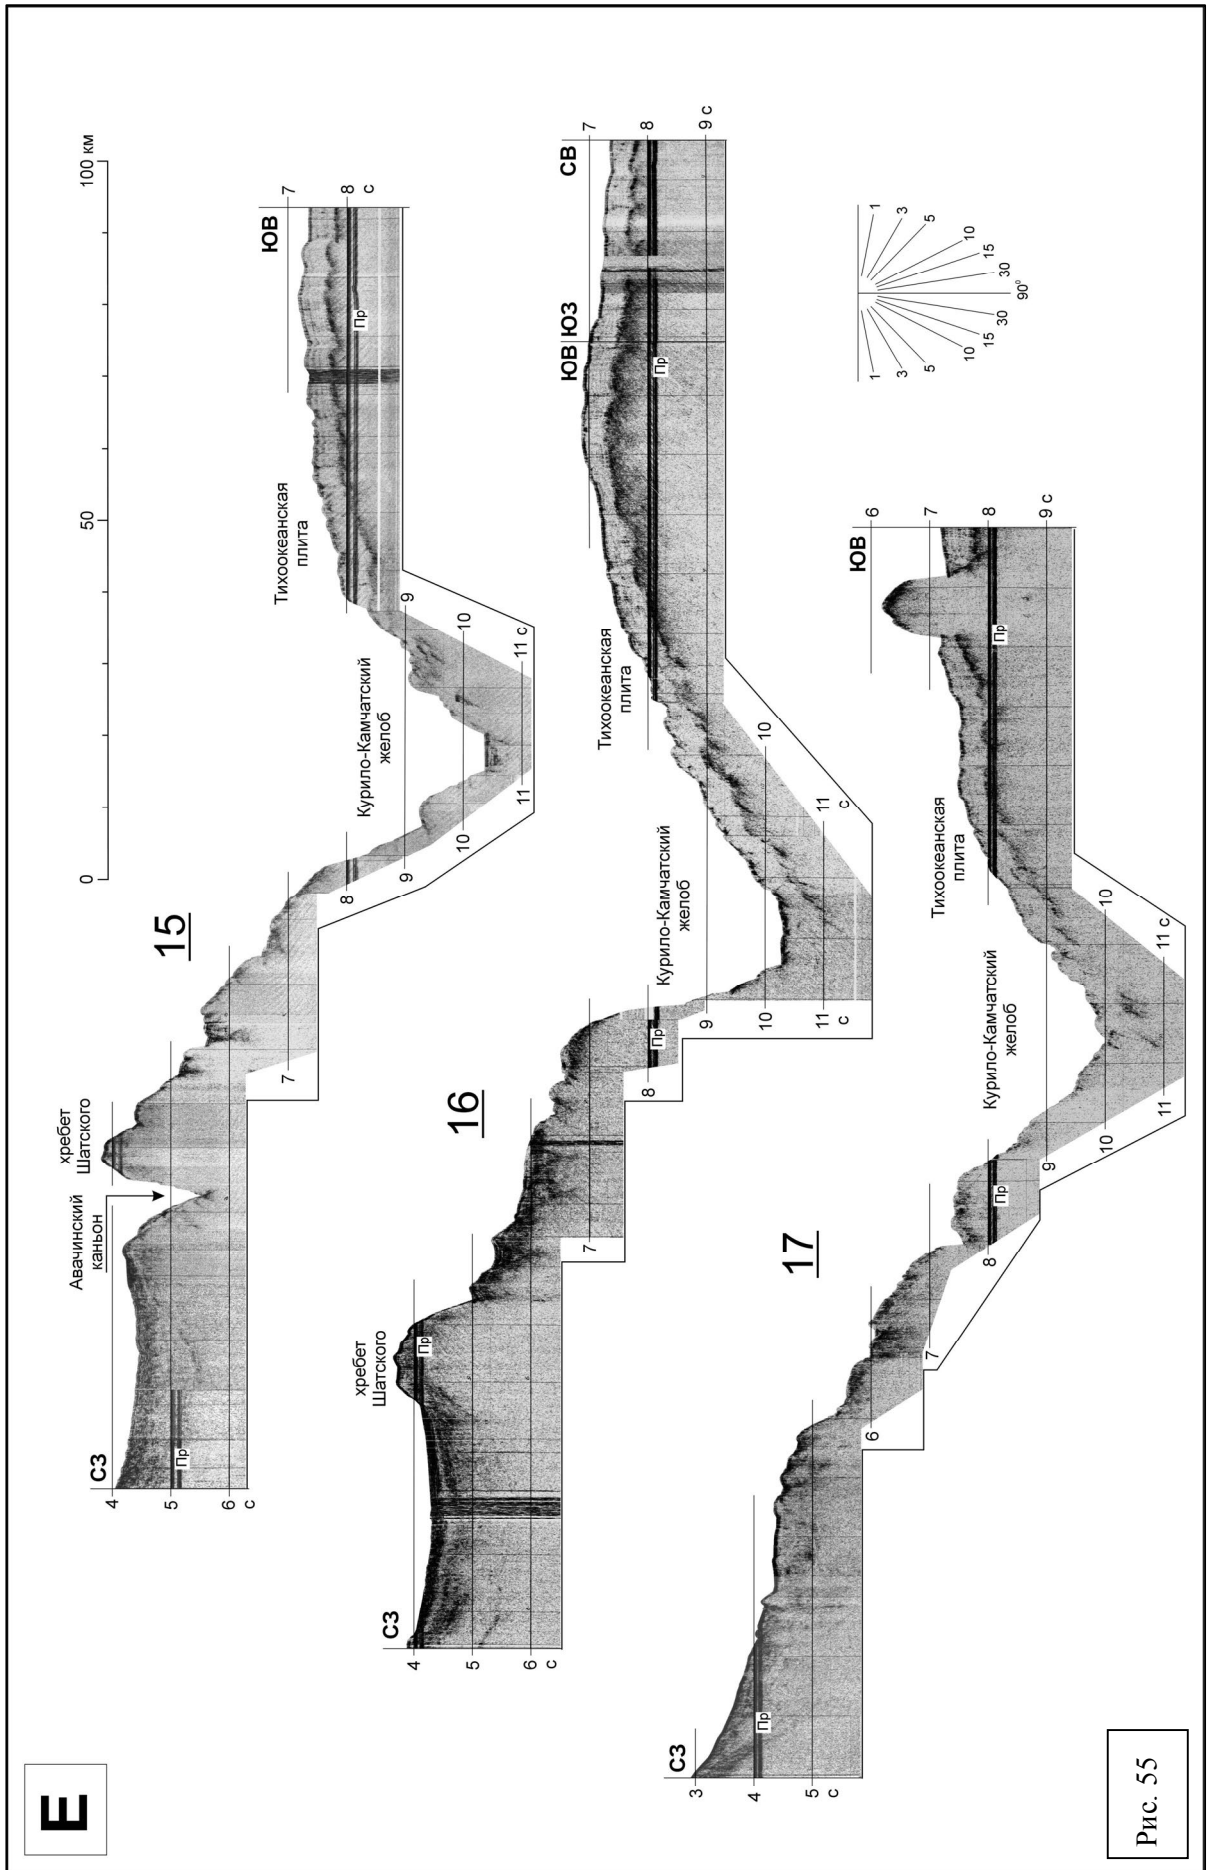 Е
100 км
50
0
15
СЗ
ЮВ
4
5
6
с
7
8
9
10
11
7
8
с
9
10
11 с
Пр
Пр
Авачинский
каньон
хребет
Шатского
Курило-Камчатский
желоб
Тихоокеанская
плита
16
СЗ
ЮВ
ЮЗ
СВ
4
5
6
с
7
8
9
10
11
с
7
8
9 с
10
11
с
Пр
Пр
Пр
хребет
Шатского
Курило-Камчатский
желоб
Тихоокеанская
плита
17
СЗ
ЮВ
3
4
5
с
6
7
8
9
10
11
6
7
8
9 с
10
11 с
Пр
Пр
Пр
Курило-Камчатский
желоб
Тихоокеанская
плита
1
3
5
10
15
30
90⁰
30
15
10
5
3
1
Рис. 55